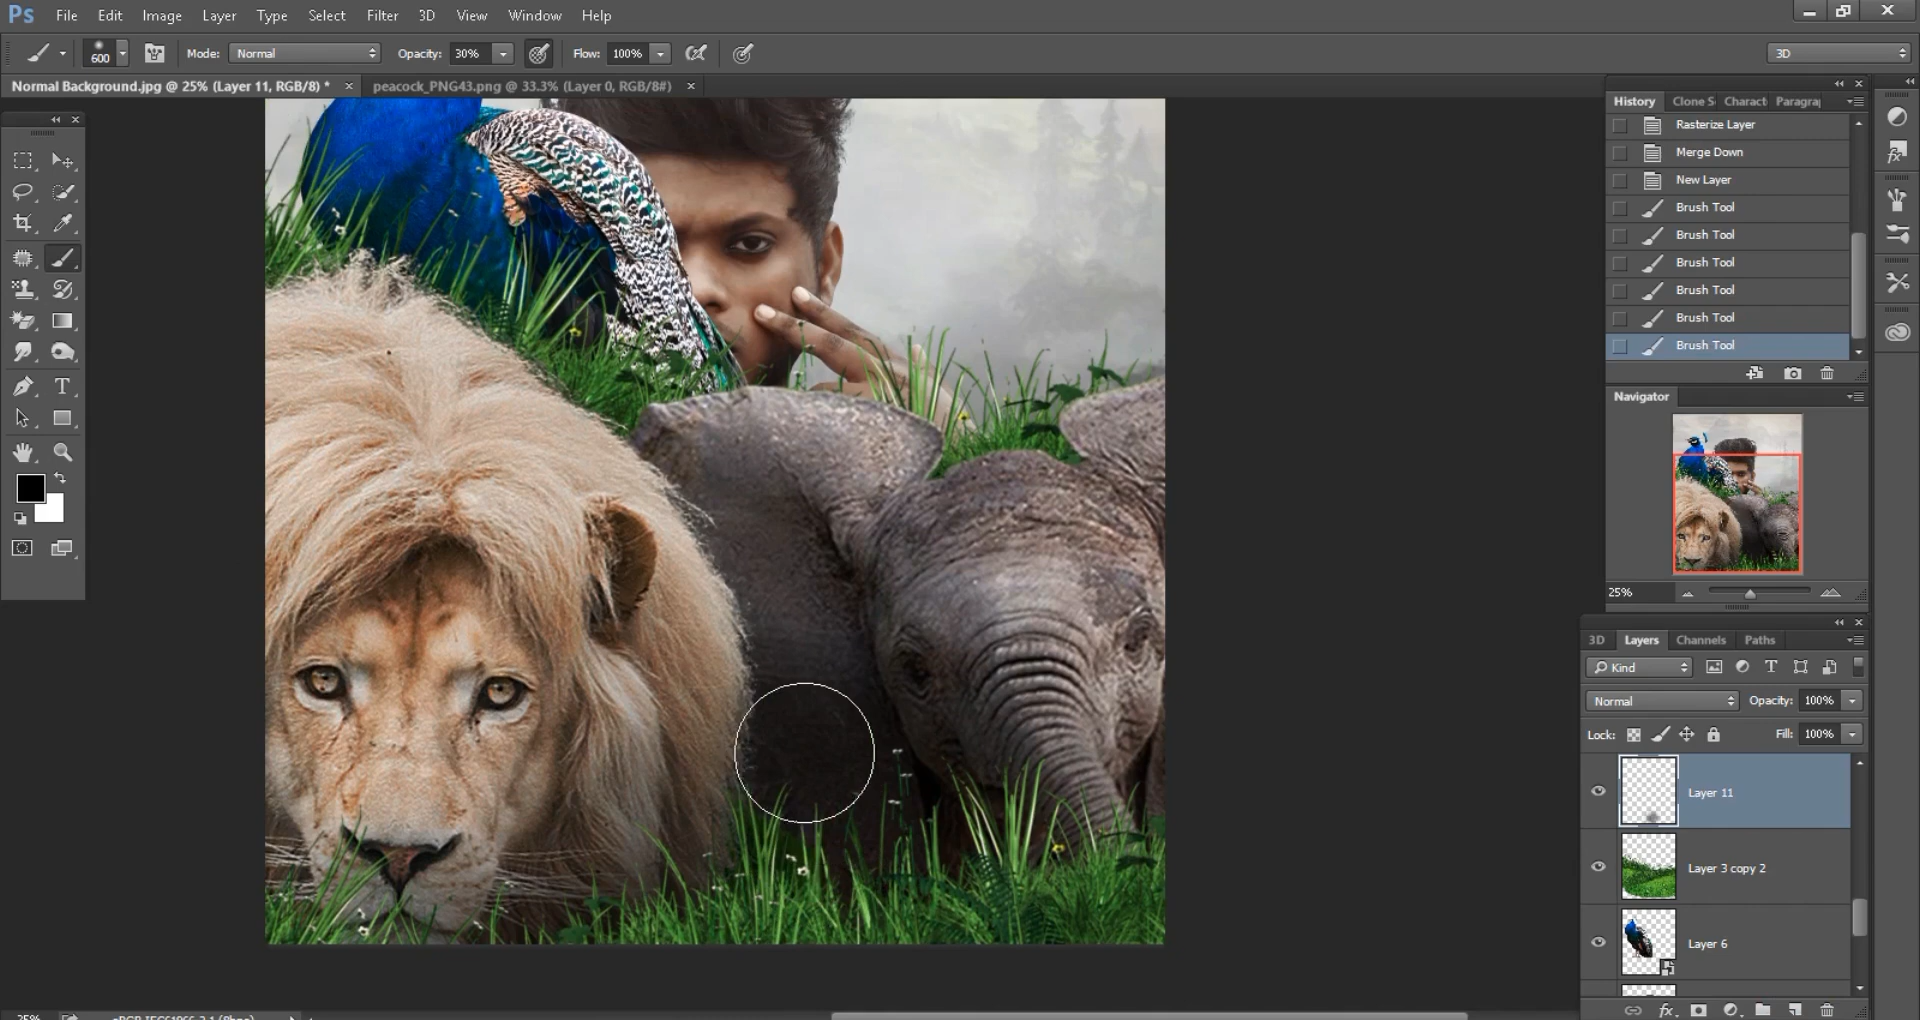 Ps File Edit Image Layer Type Select Filter 3D View Window Help
600 Mode: Normal Opacity: 30% Flow: 100% 3D
Normal Background.jpg @ 25% (Layer 11, RGB/8) * × peacock_PNG43.png @ 33.3% (Layer 0, RGB/8#) ×
History Clone S Charact Paragra
Rasterize Layer
Merge Down
New Layer
Brush Tool
Brush Tool
Brush Tool
Brush Tool
Brush Tool
Brush Tool
Navigator
25%
3D Layers Channels Paths
Kind
Normal Opacity: 100%
Lock: Fill: 100%
Layer 11
Layer 3 copy 2
Layer 6
25%